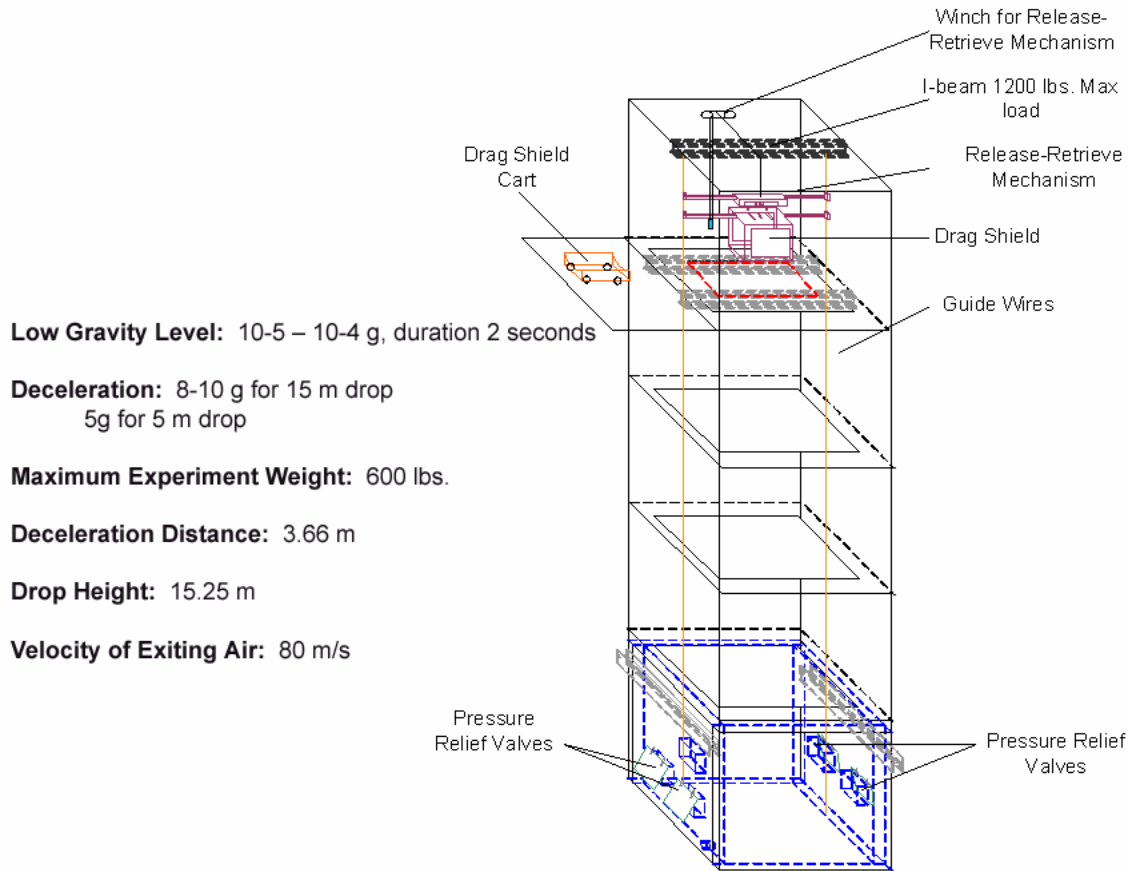 Winch for Release-
Retrieve Mechanism
I-beam 1200 lbs. Max
load
Drag Shield
Cart
Release-Retrieve
Mechanism
Drag Shield
Guide Wires
Low Gravity Level: 10-5 – 10-4 g, duration 2 seconds
Deceleration: 8-10 g for 15 m drop
5g for 5 m drop
Maximum Experiment Weight: 600 lbs.
Deceleration Distance: 3.66 m
Drop Height: 15.25 m
Velocity of Exiting Air: 80 m/s
Pressure
Relief Valves
Pressure Relief
Valves